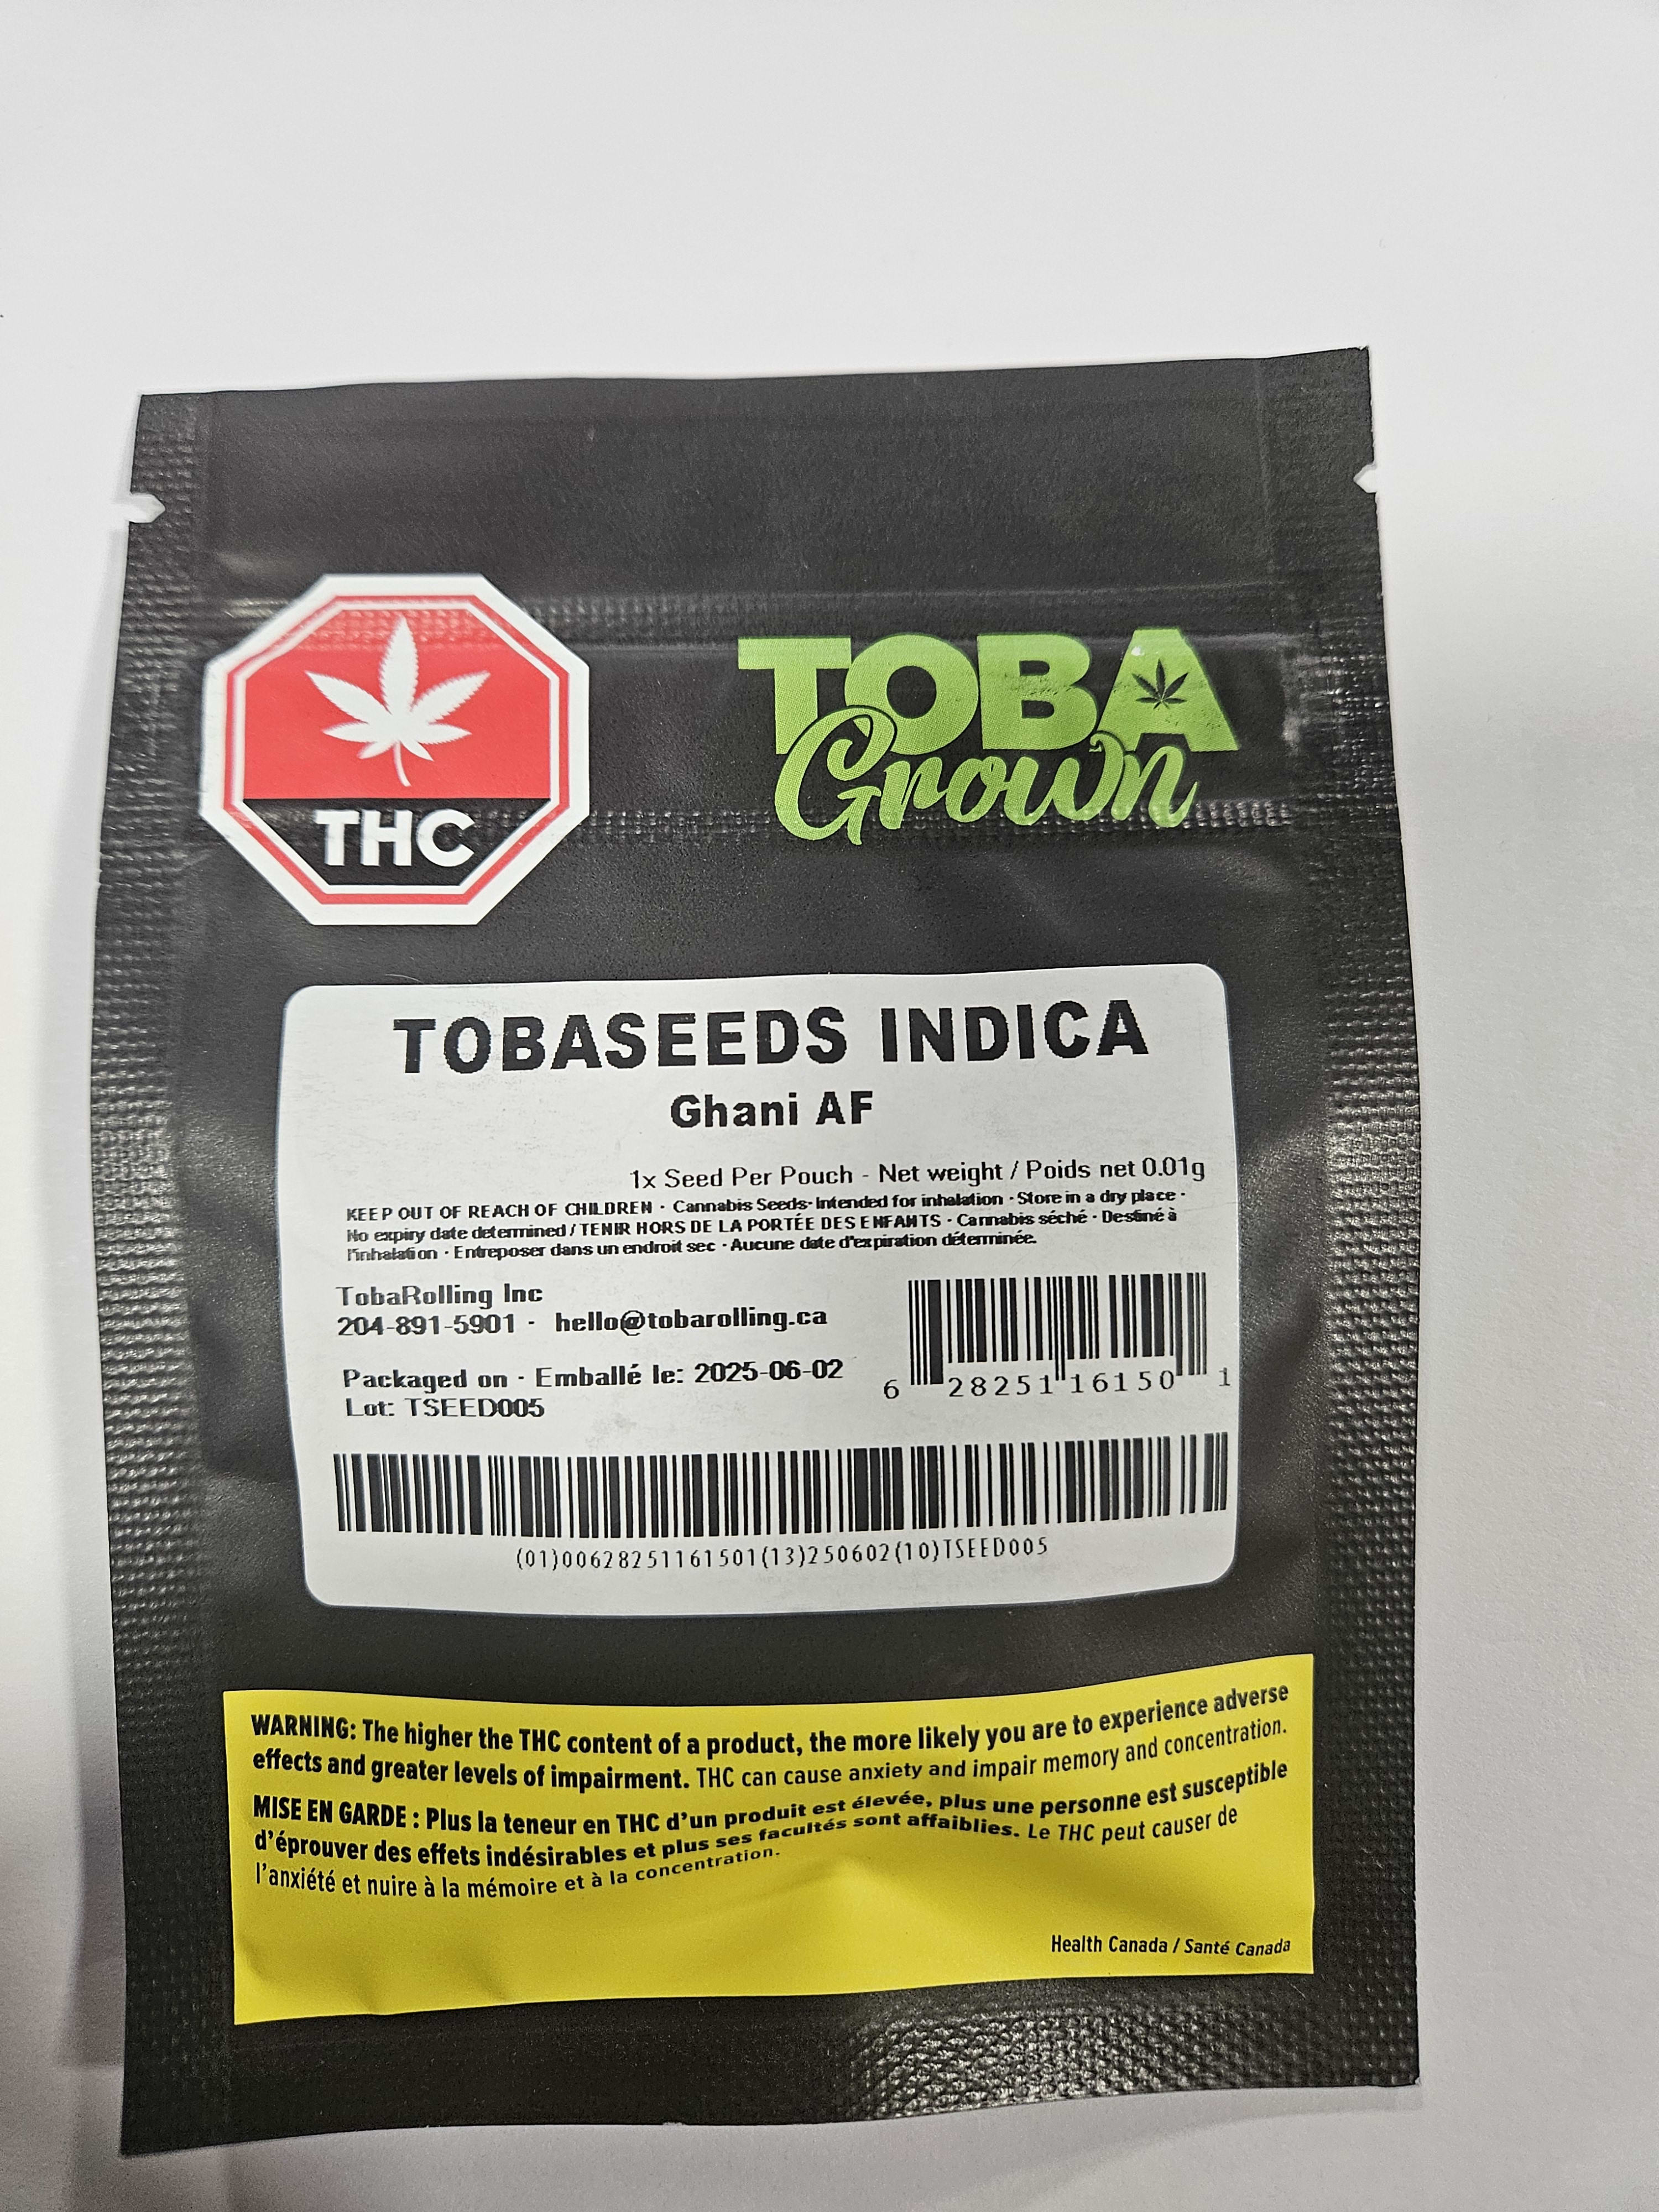 THC
TOBA
Grown
TOBASEEDS INDICA
Ghani AF
1x Seed Per Pouch - Net weight / Poids net 0.01g
KEEP OUT OF REACH OF CHILDREN · Cannabis Seeds· Intended for inhalation · Store in a dry place ·
No expiry date determined / TENIR HORS DE LA PORTÉE DES ENFANTS · Cannabis séché · Destiné à
l'inhalation · Entreposer dans un endroit sec · Aucune date d'expiration déterminée.
TobaRolling Inc
204-891-5901 · hello@tobarolling.ca
Packaged on · Emballé le: 2025-06-02
Lot: TSEED005
6 28251 16150 1
(01)00628251161501(13)250602(10)TSEED005
WARNING: The higher the THC content of a product, the more likely you are to experience adverse
effects and greater levels of impairment. THC can cause anxiety and impair memory and concentration.
MISE EN GARDE : Plus la teneur en THC d'un produit est élevée, plus une personne est susceptible
d'éprouver des effets indésirables et plus ses facultés sont affaiblies. Le THC peut causer de
l'anxiété et nuire à la mémoire et à la concentration.
Health Canada / Santé Canada